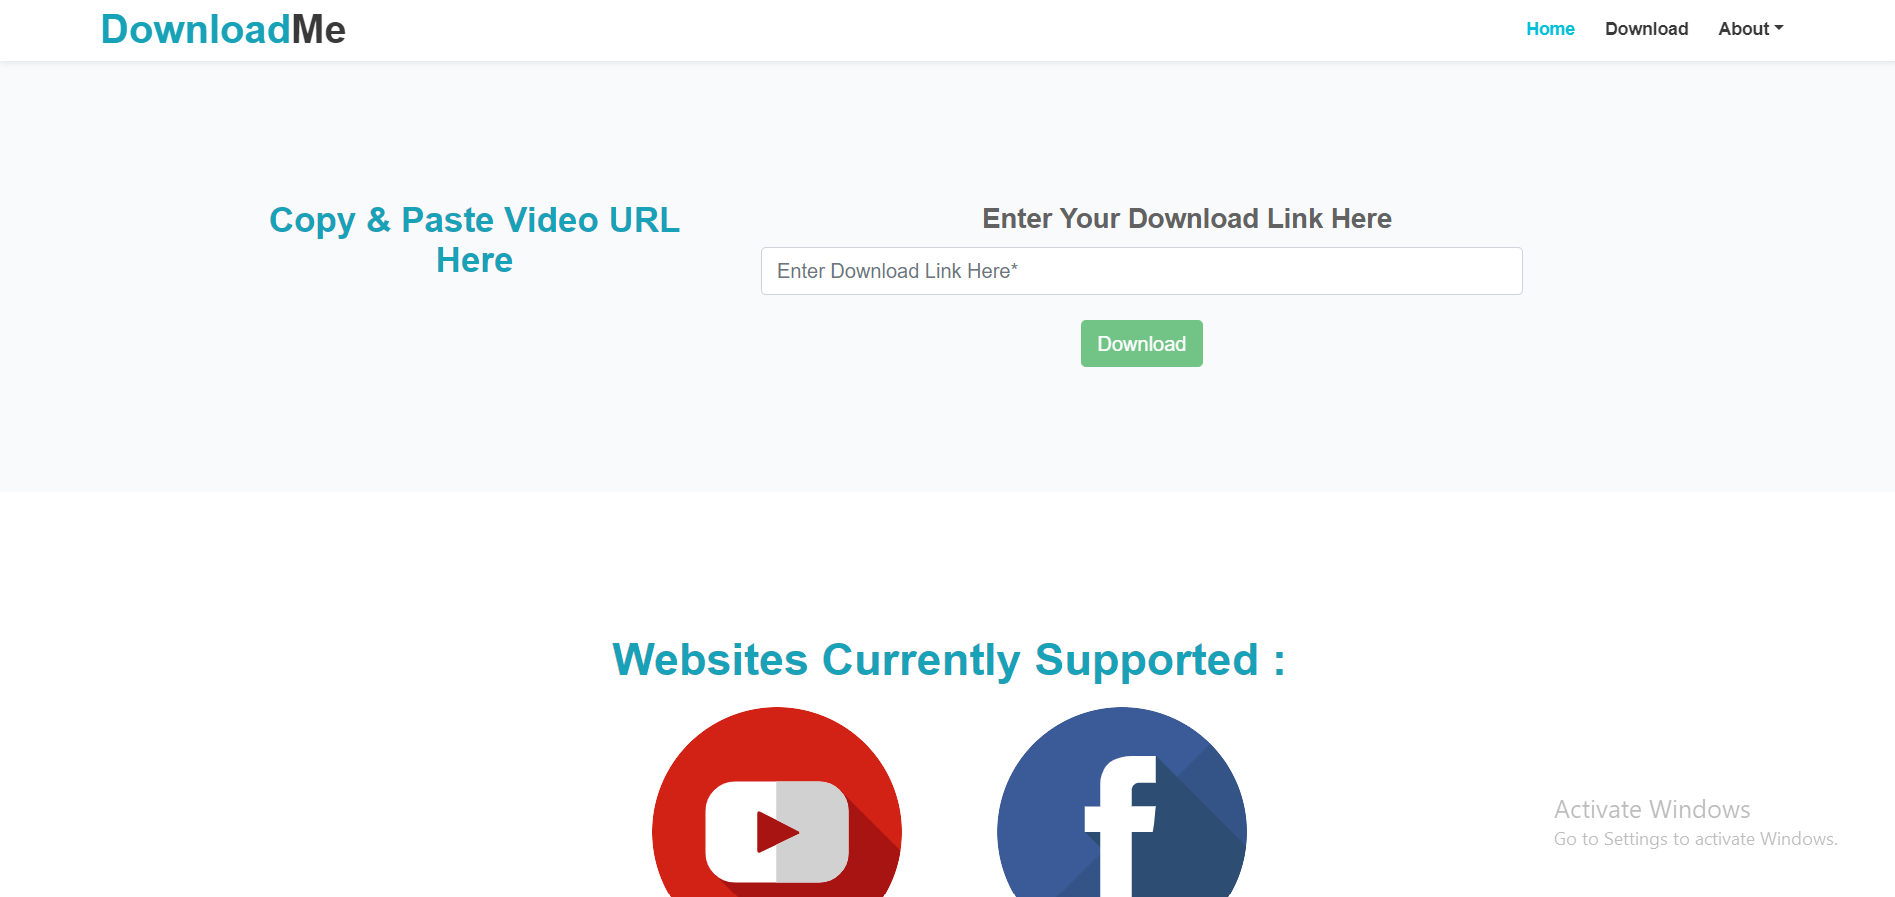 DownloadMe
Home Download About
Copy & Paste Video URL
Here
Enter Your Download Link Here
Enter Download Link Here*
Download
Websites Currently Supported :
f
Activate Windows
Go to Settings to activate Windows.